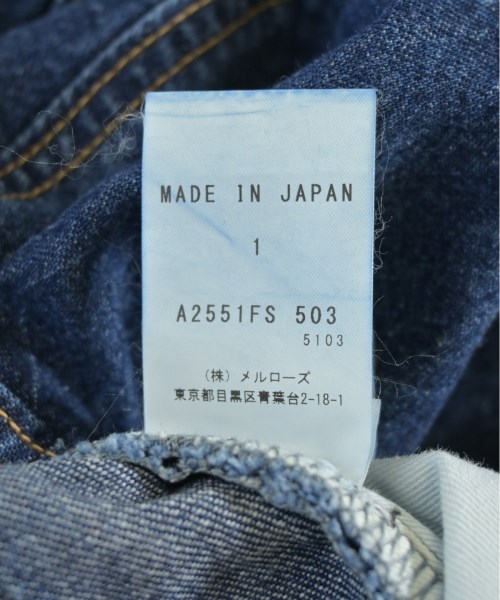 MADE IN JAPAN
1
A2551FS 503
5103
(株) メルローズ
東京都目黒区青葉台2-18-1